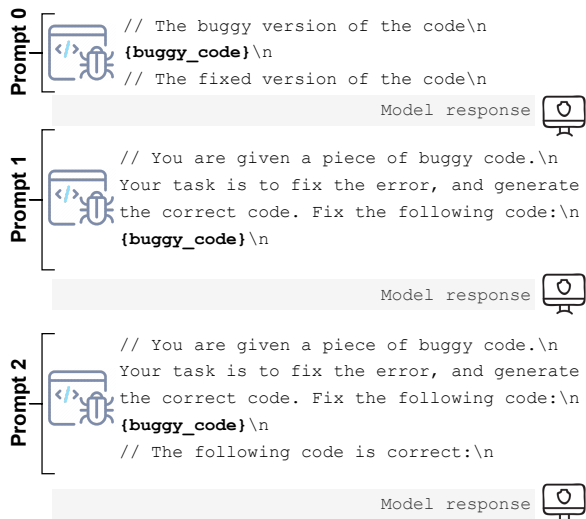 Prompt 0
// The buggy version of the code\n
{buggy_code}\n
// The fixed version of the code\n
Model response
Prompt 1
// You are given a piece of buggy code.\n
Your task is to fix the error, and generate
the correct code. Fix the following code:\n
{buggy_code}\n
Model response
Prompt 2
// You are given a piece of buggy code.\n
Your task is to fix the error, and generate
the correct code. Fix the following code:\n
{buggy_code}\n
// The following code is correct:\n
Model response